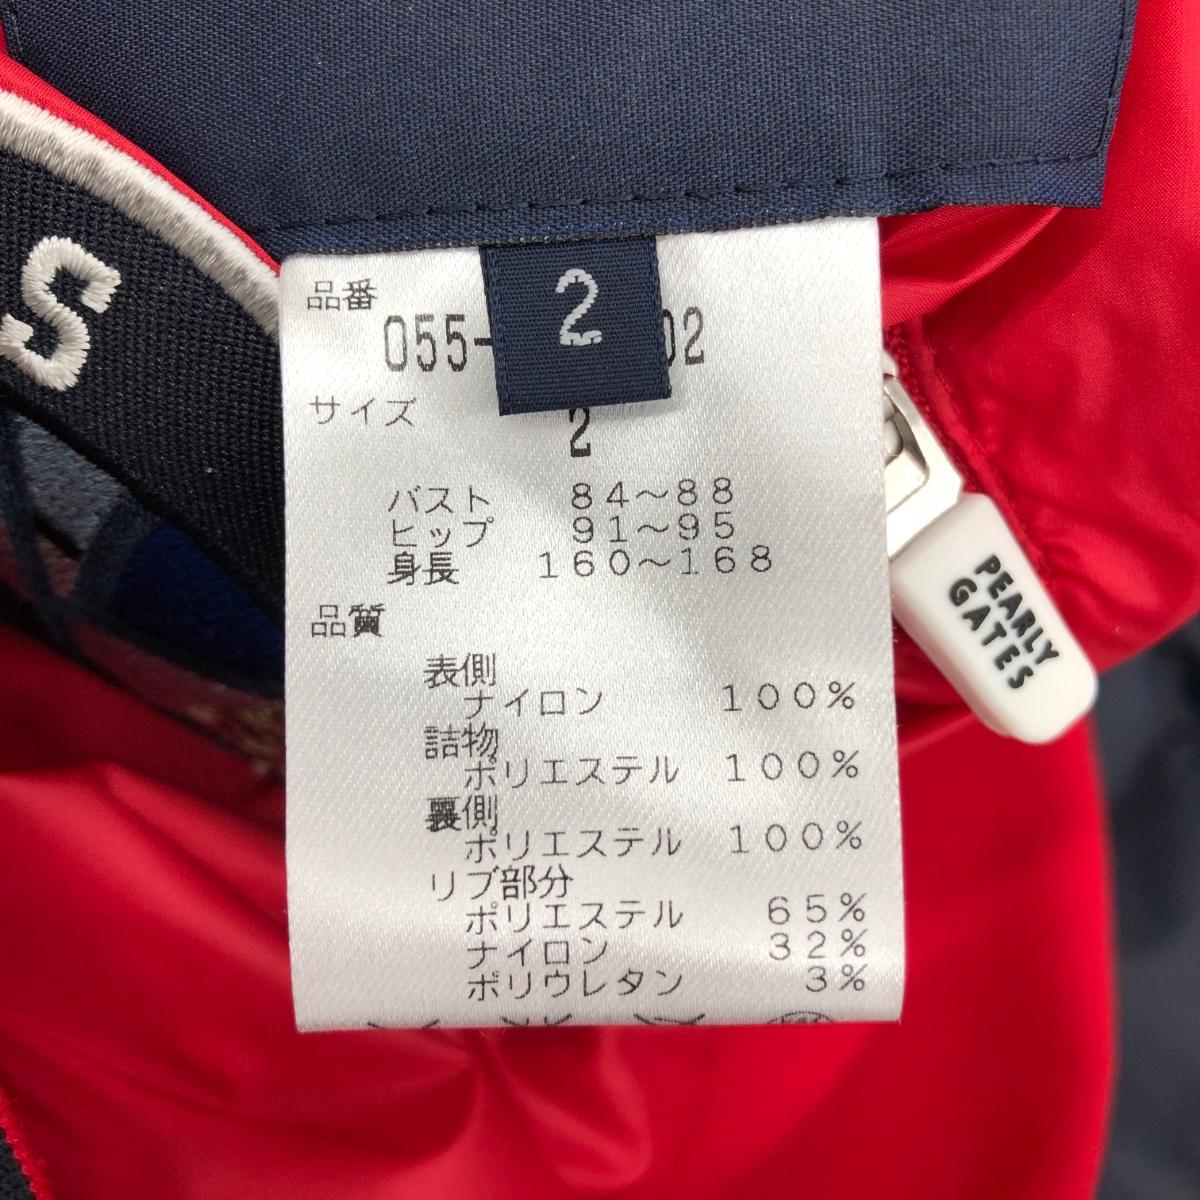 S
2
品番
055-
02
サイズ
2
バスト 84～88
ヒップ 91～95
身長 160～168
品質
表側
ナイロン 100%
詰物
ポリエステル 100%
裏側
ポリエステル 100%
リブ部分
ポリエステル 65%
ナイロン 32%
ポリウレタン 3%
PEARLY
GATES